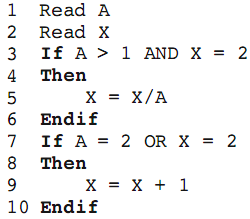 1 Read A
2 Read X
3 If A > 1 AND X = 2
4 Then
5 X = X/A
6 Endif
7 If A = 2 OR X = 2
8 Then
9 X = X + 1
10 Endif